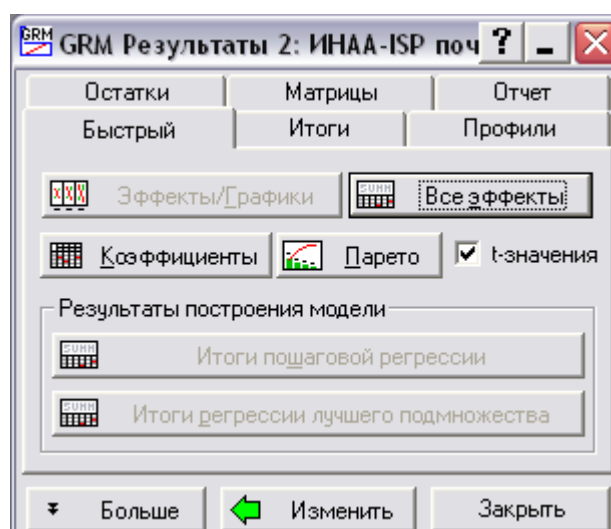 GRM Результаты 2: ИНАА-ISP поч
Остатки Матрицы Отчет
Быстрый Итоги Профили
Эффекты/Графики Все эффекты
Коэффициенты Парето t-значения
Результаты построения модели
Итоги пошаговой регрессии
Итоги регрессии лучшего подмножества
Больше Изменить Закрыть